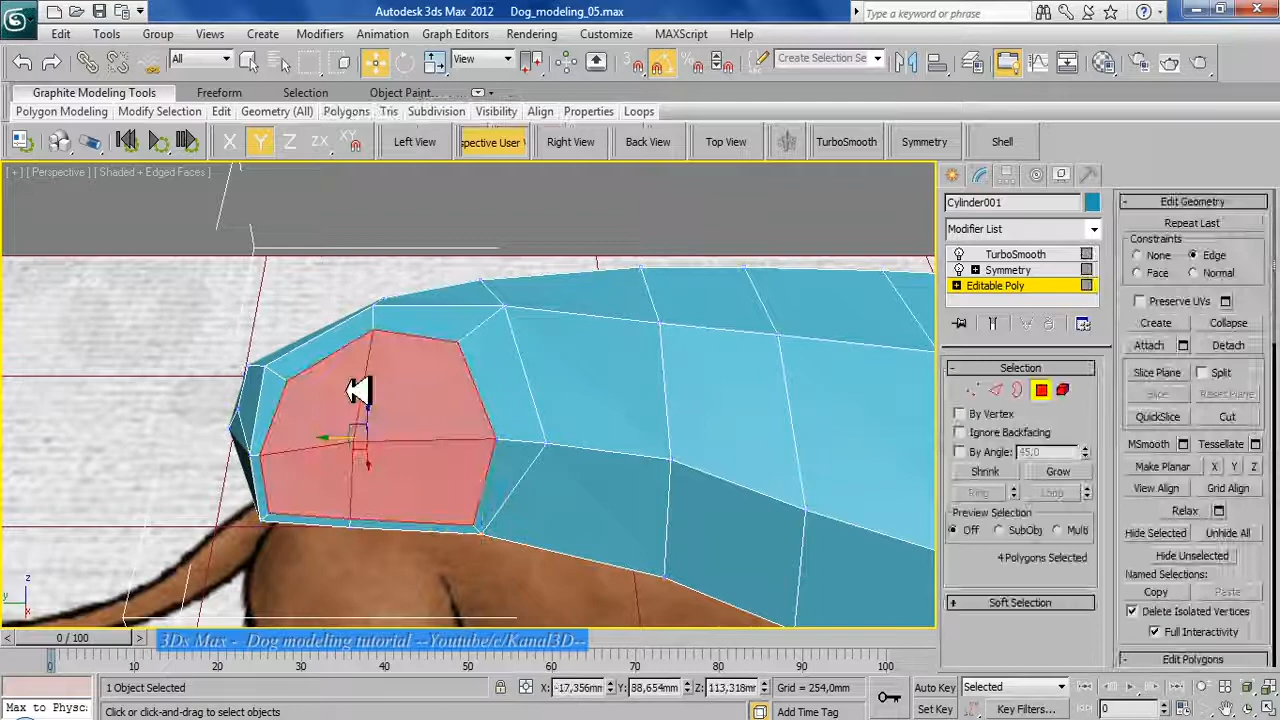 Autodesk 3ds Max 2012 Dog_modeling_05.max
Type a keyword or phrase
Edit Tools Group Views Create Modifiers Animation Graph Editors Rendering Customize MAXScript Help
All View Create Selection Se
Graphite Modeling Tools Freeform Selection Object Paint
Polygon Modeling Modify Selection Edit Geometry (All) Polygons Tris Subdivision Visibility Align Properties Loops
X Y Z ZX XY Left View spective User V Right View Back View Top View TurboSmooth Symmetry Shell
[ + ] [ Perspective ] [ Shaded + Edged Faces ]
Cylinder001
Modifier List
TurboSmooth
Symmetry
Editable Poly
Selection
By Vertex
Ignore Backfacing
By Angle: 45,0
Shrink Grow
Ring Loop
Preview Selection
Off SubObj Multi
4 Polygons Selected
Soft Selection
Edit Geometry
Repeat Last
Constraints
None Edge
Face Normal
Preserve UVs
Create Collapse
Attach Detach
Slice Plane Split
Slice Reset Plane
QuickSlice Cut
MSmooth Tessellate
Make Planar X Y Z
View Align Grid Align
Relax
Hide Selected Unhide All
Hide Unselected
Named Selections:
Copy Paste
Delete Isolated Vertices
Full Interactivity
Edit Polygons
z
y
x
0 / 100
3Ds Max - Dog modeling tutorial --Youtube/c/Kanal3D--
0 10 20 30 40 50 60 70 80 90 100
1 Object Selected X: -17,356mm Y: 38,654mm Z: 113,318mm Grid = 254,0mm Auto Key Selected
Max to Physc Click or click-and-drag to select objects Add Time Tag Set Key Key Filters... 0